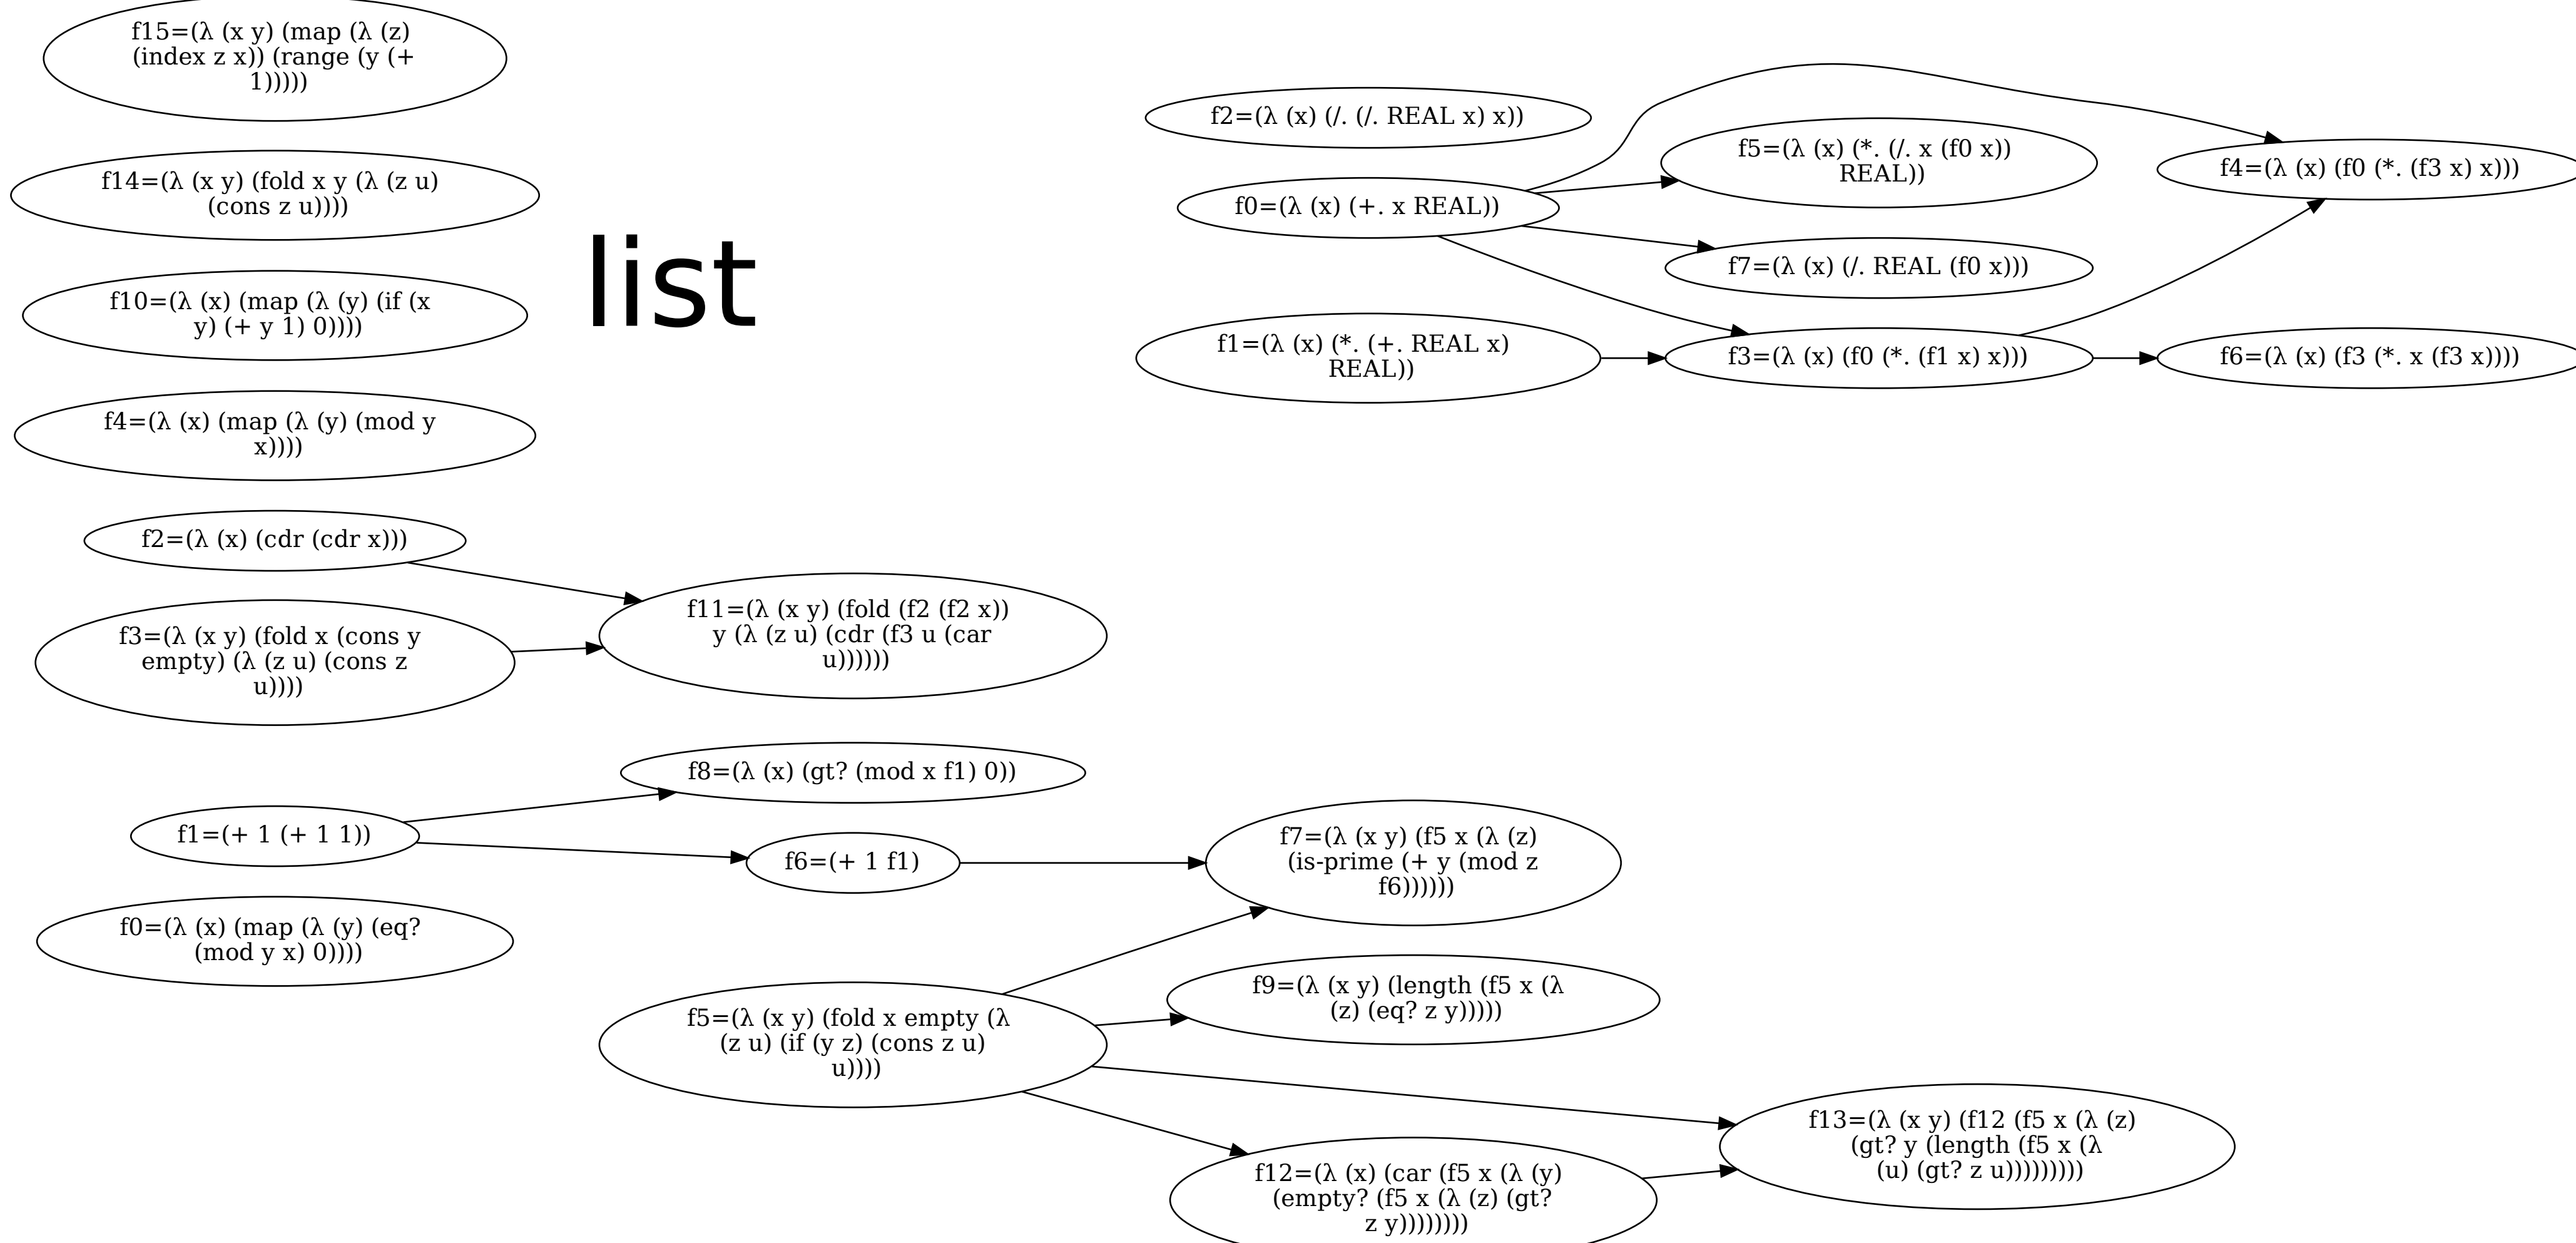 f15=(λ (x y) (map (λ (z)
(index z x)) (range (y (+
1)))))
f14=(λ (x y) (fold x y (λ (z u)
(cons z u))))
f10=(λ (x) (map (λ (y) (if (x
y) (+ y 1) 0))))
f4=(λ (x) (map (λ (y) (mod y
x))))
f2=(λ (x) (cdr (cdr x)))
f3=(λ (x y) (fold x (cons y
empty) (λ (z u) (cons z
u))))
f11=(λ (x y) (fold (f2 (f2 x))
y (λ (z u) (cdr (f3 u (car
u))))))
f8=(λ (x) (gt? (mod x f1) 0))
f1=(+ 1 (+ 1 1))
f6=(+ 1 f1)
f7=(λ (x y) (f5 x (λ (z)
(is-prime (+ y (mod z
f6))))))
f0=(λ (x) (map (λ (y) (eq?
(mod y x) 0))))
f5=(λ (x y) (fold x empty (λ
(z u) (if (y z) (cons z u)
u))))
f9=(λ (x y) (length (f5 x (λ
(z) (eq? z y)))))
f12=(λ (x) (car (f5 x (λ (y)
(empty? (f5 x (λ (z) (gt?
z y))))))))
f13=(λ (x y) (f12 (f5 x (λ (z)
(gt? y (length (f5 x (λ
(u) (gt? z u)))))))))
list
f2=(λ (x) (/. (/. REAL x) x))
f0=(λ (x) (+. x REAL))
f1=(λ (x) (*. (+. REAL x)
REAL))
f5=(λ (x) (*. (/. x (f0 x))
REAL))
f7=(λ (x) (/. REAL (f0 x)))
f3=(λ (x) (f0 (*. (f1 x) x)))
f4=(λ (x) (f0 (*. (f3 x) x)))
f6=(λ (x) (f3 (*. x (f3 x))))